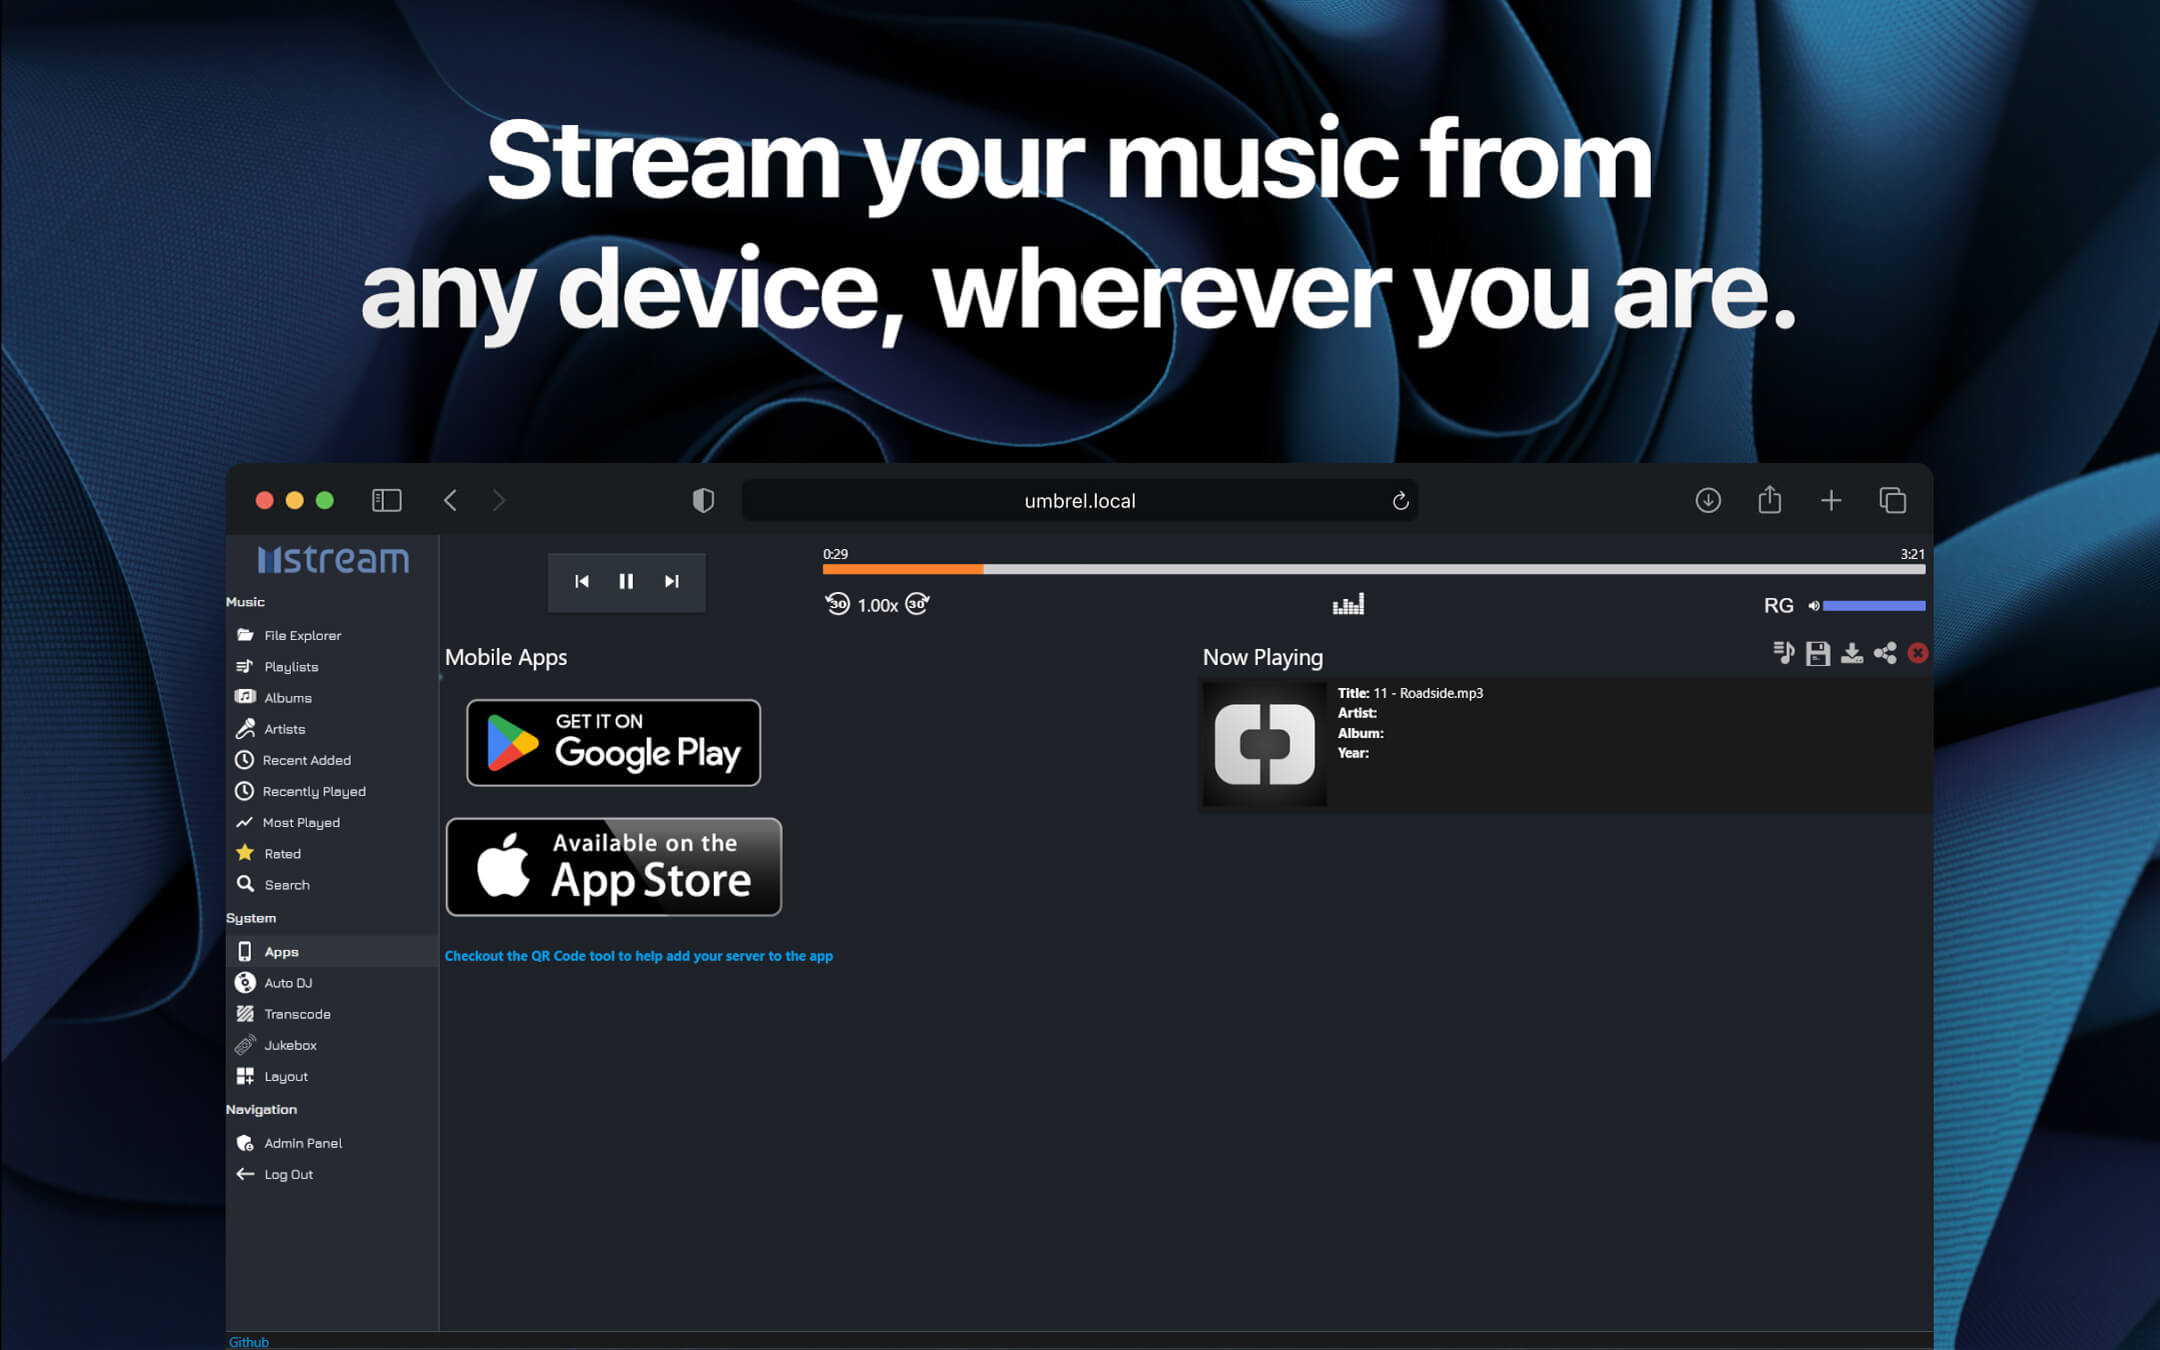 Stream your music from
any device, wherever you are.
umbrel.local
mstream
0:29
3:21
30 1.00x 30
RG
Music
File Explorer
Playlists
Albums
Artists
Recent Added
Recently Played
Most Played
Rated
Search
System
Apps
Auto DJ
Transcode
Jukebox
Layout
Navigation
Admin Panel
Log Out
Mobile Apps
GET IT ON
Google Play
Available on the
App Store
Checkout the QR Code tool to help add your server to the app
Now Playing
Title: 11 - Roadside.mp3
Artist:
Album:
Year:
Github